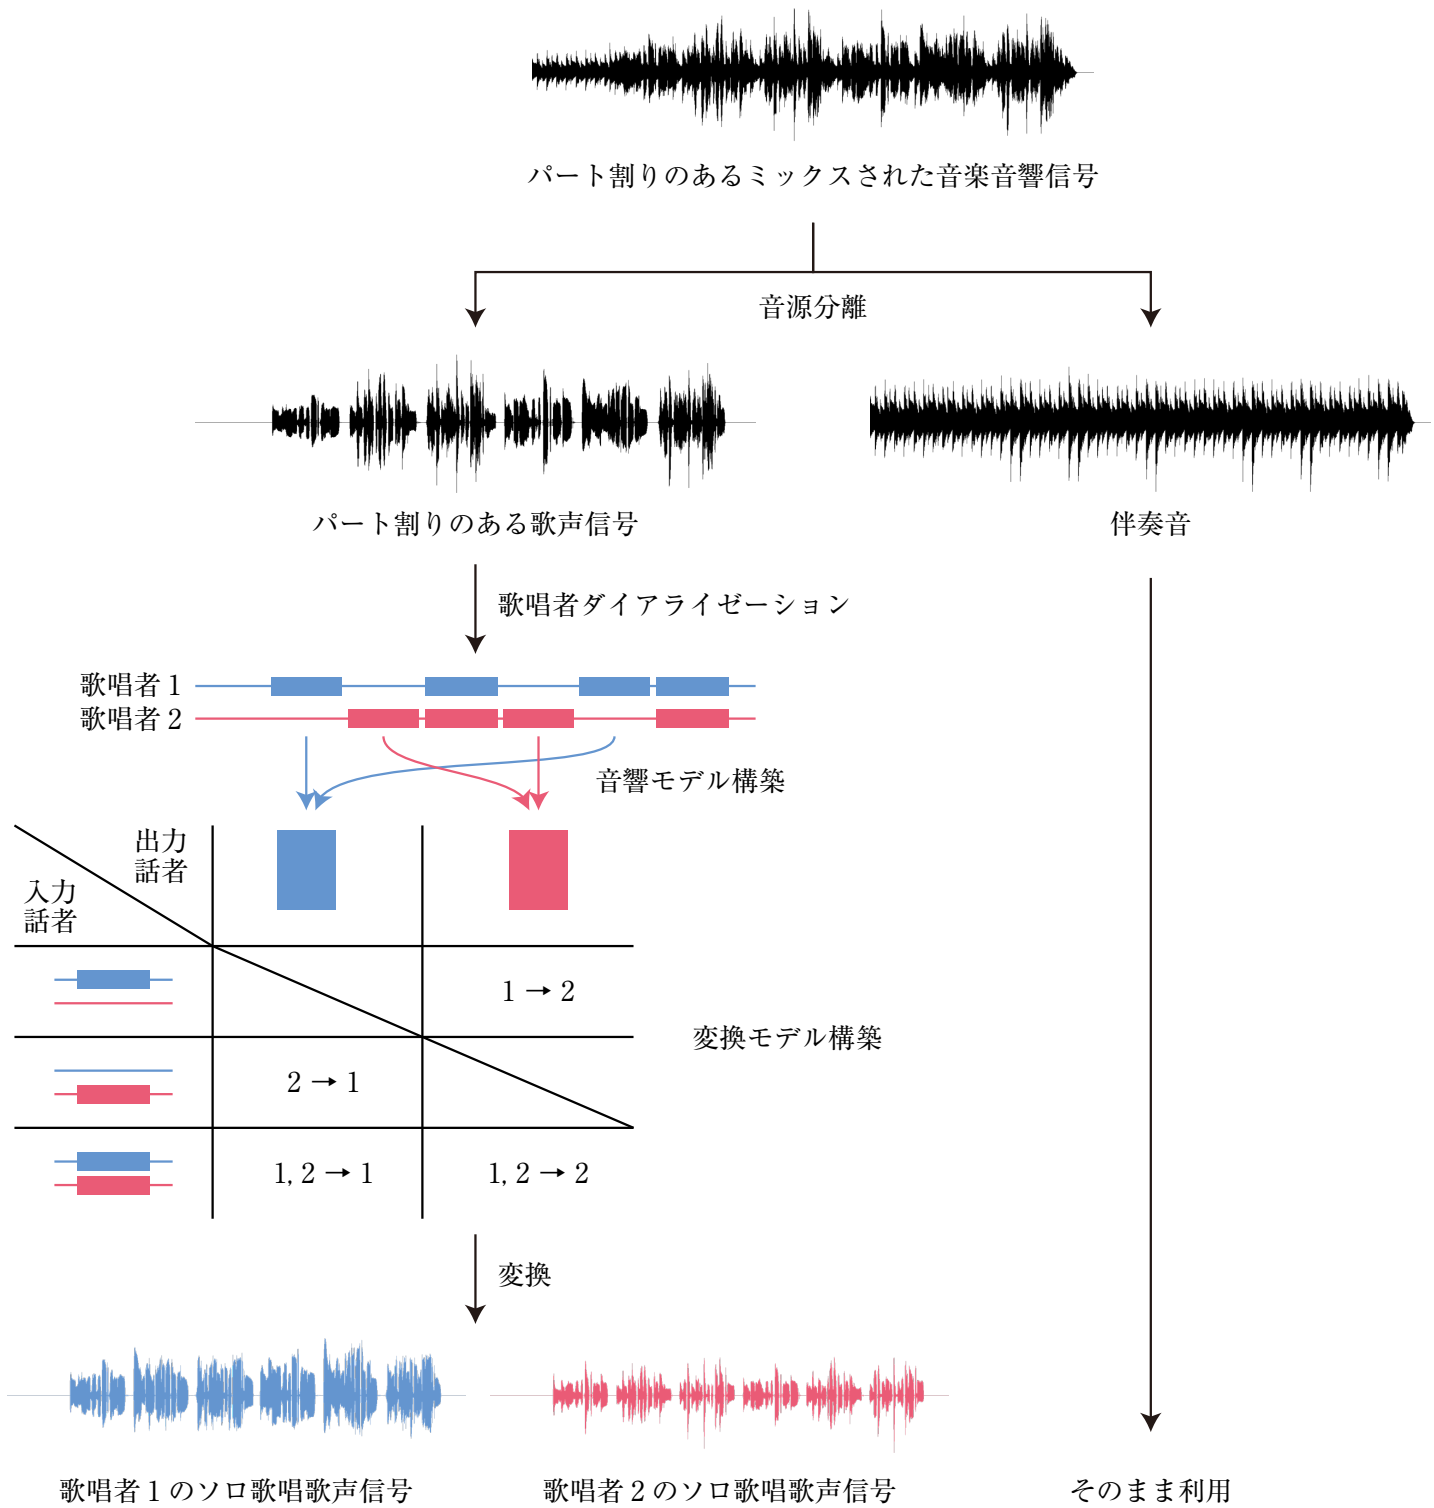 パート割りのあるミックスされた音楽音響信号
音源分離
パート割りのある歌声信号
伴奏音
歌唱者ダイアライゼーション
歌唱者 1
歌唱者 2
音響モデル構築
出力
話者
入力
話者
1 → 2
変換モデル構築
2 → 1
1, 2 → 1
1, 2 → 2
変換
歌唱者 1 のソロ歌唱歌声信号
歌唱者 2 のソロ歌唱歌声信号
そのまま利用